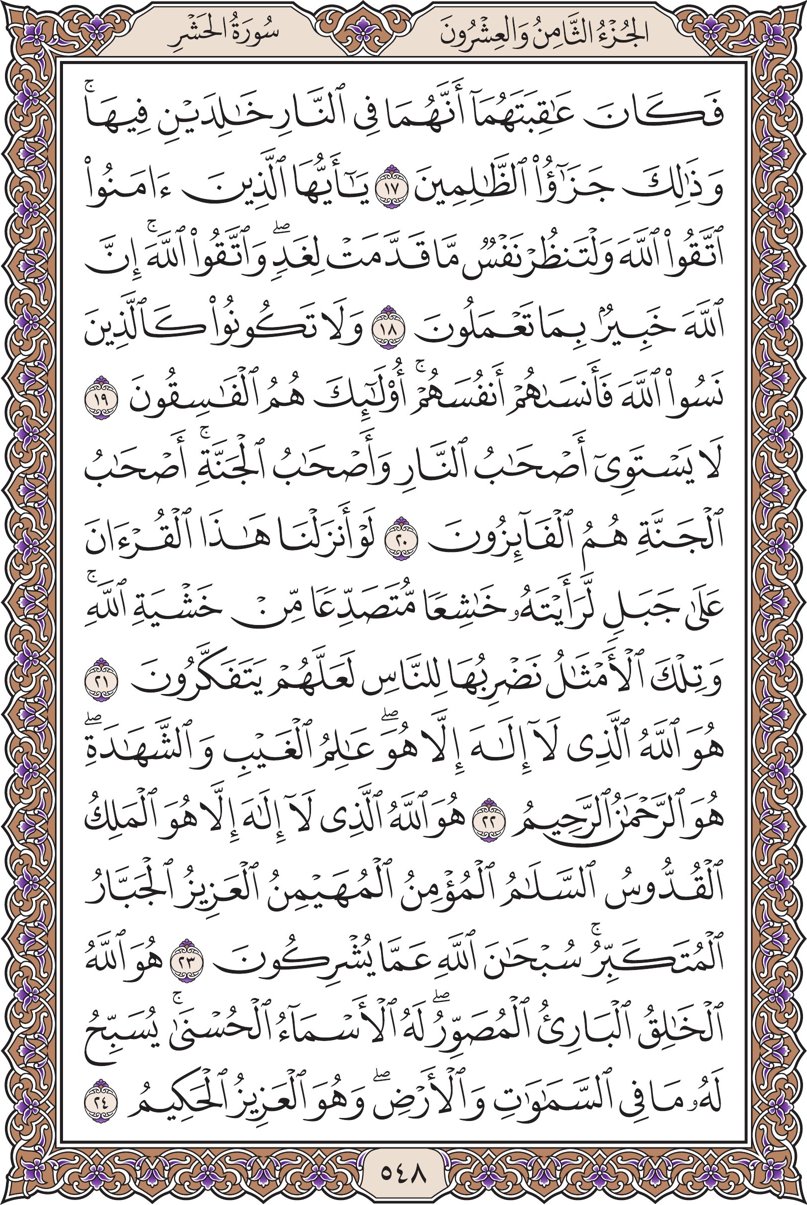 الجُزْءُ الثَّامِنُ وَالعِشْرُونَ
سُورَةُ الحَشْرِ
فَكَانَ عَٰقِبَتَهُمَآ أَنَّهُمَا فِى ٱلنَّارِ خَٰلِدَيْنِ فِيهَاۚ
وَذَٰلِكَ جَزَٰٓؤُاْ ٱلظَّٰلِمِينَ ١٧ يَٰٓأَيُّهَا ٱلَّذِينَ ءَامَنُواْ
ٱتَّقُواْ ٱللَّهَ وَلْتَنظُرْ نَفْسٌ مَّا قَدَّمَتْ لِغَدٍۖ وَٱتَّقُواْ ٱللَّهَۚ إِنَّ
ٱللَّهَ خَبِيرٌۢ بِمَا تَعْمَلُونَ ١٨ وَلَا تَكُونُواْ كَٱلَّذِينَ
نَسُواْ ٱللَّهَ فَأَنسَىٰهُمْ أَنفُسَهُمْۚ أُوْلَٰٓئِكَ هُمُ ٱلْفَٰسِقُونَ ١٩
لَا يَسْتَوِىٓ أَصْحَٰبُ ٱلنَّارِ وَأَصْحَٰبُ ٱلْجَنَّةِۚ أَصْحَٰبُ
ٱلْجَنَّةِ هُمُ ٱلْفَآئِزُونَ ٢٠ لَوْ أَنزَلْنَا هَٰذَا ٱلْقُرْءَانَ
عَلَىٰ جَبَلٍ لَّرَأَيْتَهُۥ خَٰشِعًا مُّتَصَدِّعًا مِّنْ خَشْيَةِ ٱللَّهِۚ
وَتِلْكَ ٱلْأَمْثَٰلُ نَضْرِبُهَا لِلنَّاسِ لَعَلَّهُمْ يَتَفَكَّرُونَ ٢١
هُوَ ٱللَّهُ ٱلَّذِى لَآ إِلَٰهَ إِلَّا هُوَۖ عَٰلِمُ ٱلْغَيْبِ وَٱلشَّهَٰدَةِۖ
هُوَ ٱلرَّحْمَٰنُ ٱلرَّحِيمُ ٢٢ هُوَ ٱللَّهُ ٱلَّذِى لَآ إِلَٰهَ إِلَّا هُوَ ٱلْمَلِكُ
ٱلْقُدُّوسُ ٱلسَّلَٰمُ ٱلْمُؤْمِنُ ٱلْمُهَيْمِنُ ٱلْعَزِيزُ ٱلْجَبَّارُ
ٱلْمُتَكَبِّرُۚ سُبْحَٰنَ ٱللَّهِ عَمَّا يُشْرِكُونَ ٢٣ هُوَ ٱللَّهُ
ٱلْخَٰلِقُ ٱلْبَارِئُ ٱلْمُصَوِّرُۖ لَهُ ٱلْأَسْمَآءُ ٱلْحُسْنَىٰۚ يُسَبِّحُ
لَهُۥ مَا فِى ٱلسَّمَٰوَٰتِ وَٱلْأَرْضِۖ وَهُوَ ٱلْعَزِيزُ ٱلْحَكِيمُ ٢٤
٥٤٨